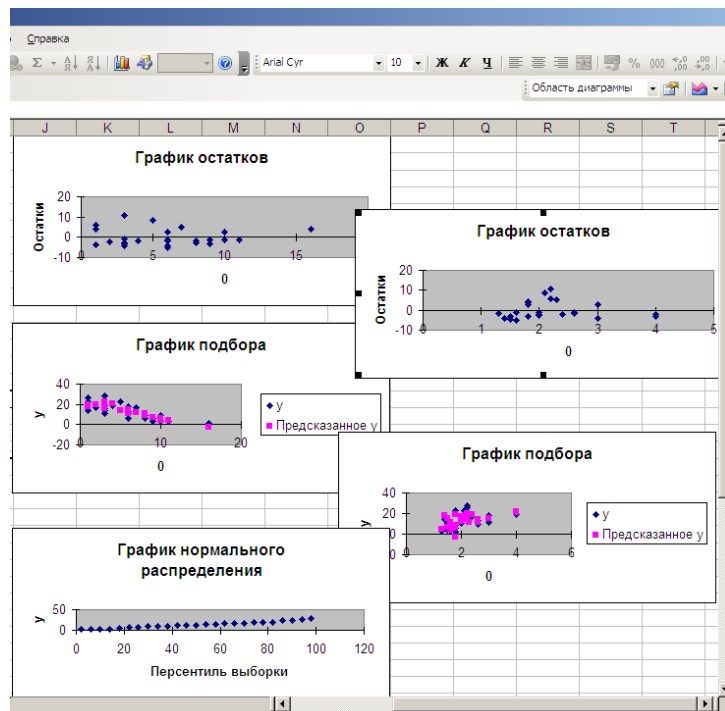 Справка
Σ А Я Я А
Arial Cyr 10 Ж К Ч % 000
Область диаграммы
J K L M N O P Q R S T
График остатков
Остатки
20
10
0
-10
0 5 10 15
0
График остатков
Остатки
20
10
0
-10
0 1 2 3 4 5
0
График подбора
у
40
20
0
-20
0 10 20
0
у
Предсказанное у
График подбора
у
40
20
0
0 2 4 6
0
у
Предсказанное у
График нормального
распределения
у
50
0
0 20 40 60 80 100 120
Персентиль выборки